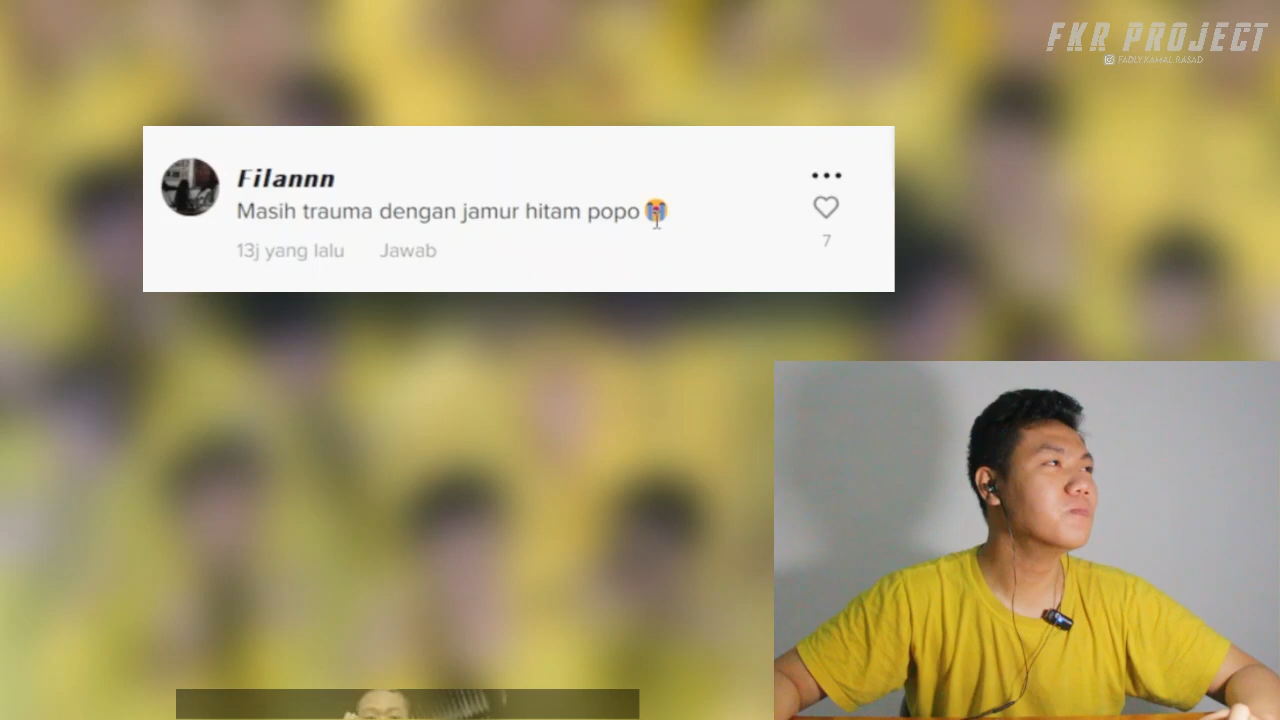 FKR PROJECT
FADLY.KAMAL.RASAD
Filannn
Masih trauma dengan jamur hitam popo😭
13j yang lalu Jawab
7